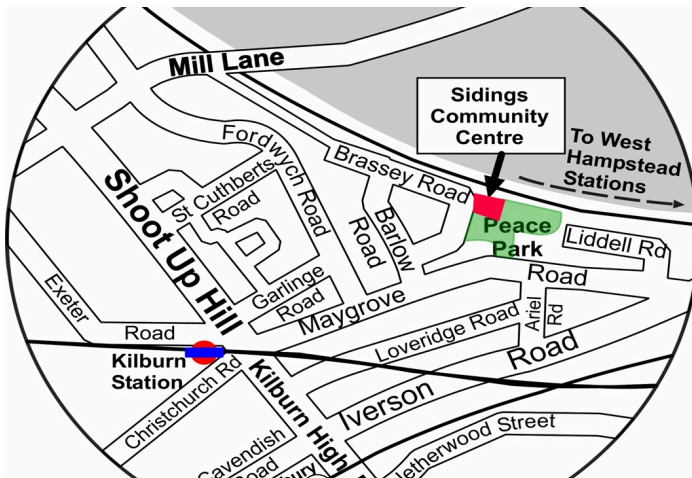 Mill Lane
Sidings
Community
Centre
To West
Hampstead
Stations
Fordwych Road
Brassey Road
St Cuthberts
Road
Shoot Up Hill
Barlow
Road
Peace
Park
Liddell Rd
Garlinge
Road
Maygrove
Road
Exeter
Road
Ariel
Rd
Loveridge Road
Kilburn
Station
Christchurch Rd
Kilburn High
Iverson
Road
Cavendish
Road
bury
letherwood Street